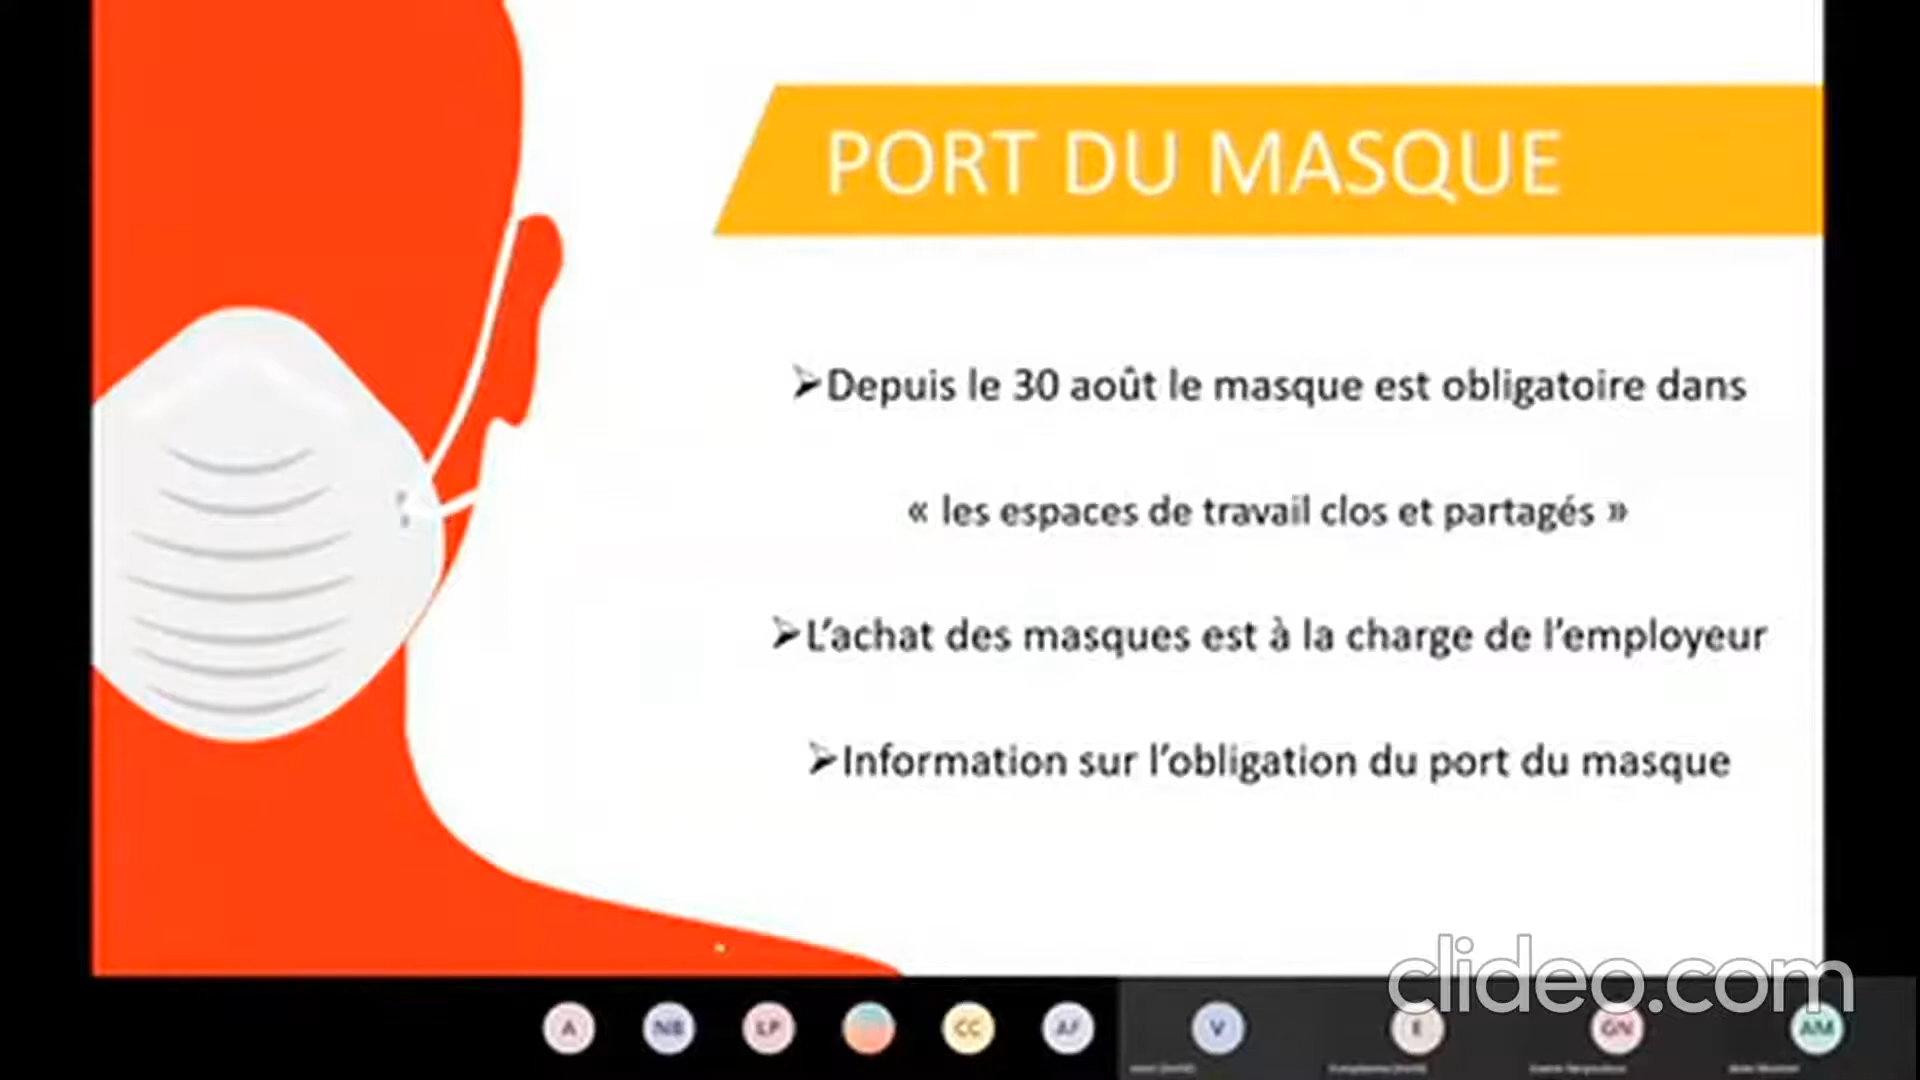 PORT DU MASQUE
➢Depuis le 30 août le masque est obligatoire dans
« les espaces de travail clos et partagés »
➢L'achat des masques est à la charge de l'employeur
➢Information sur l'obligation du port du masque
clideo.com
A NB LP CC AF V E GN AM